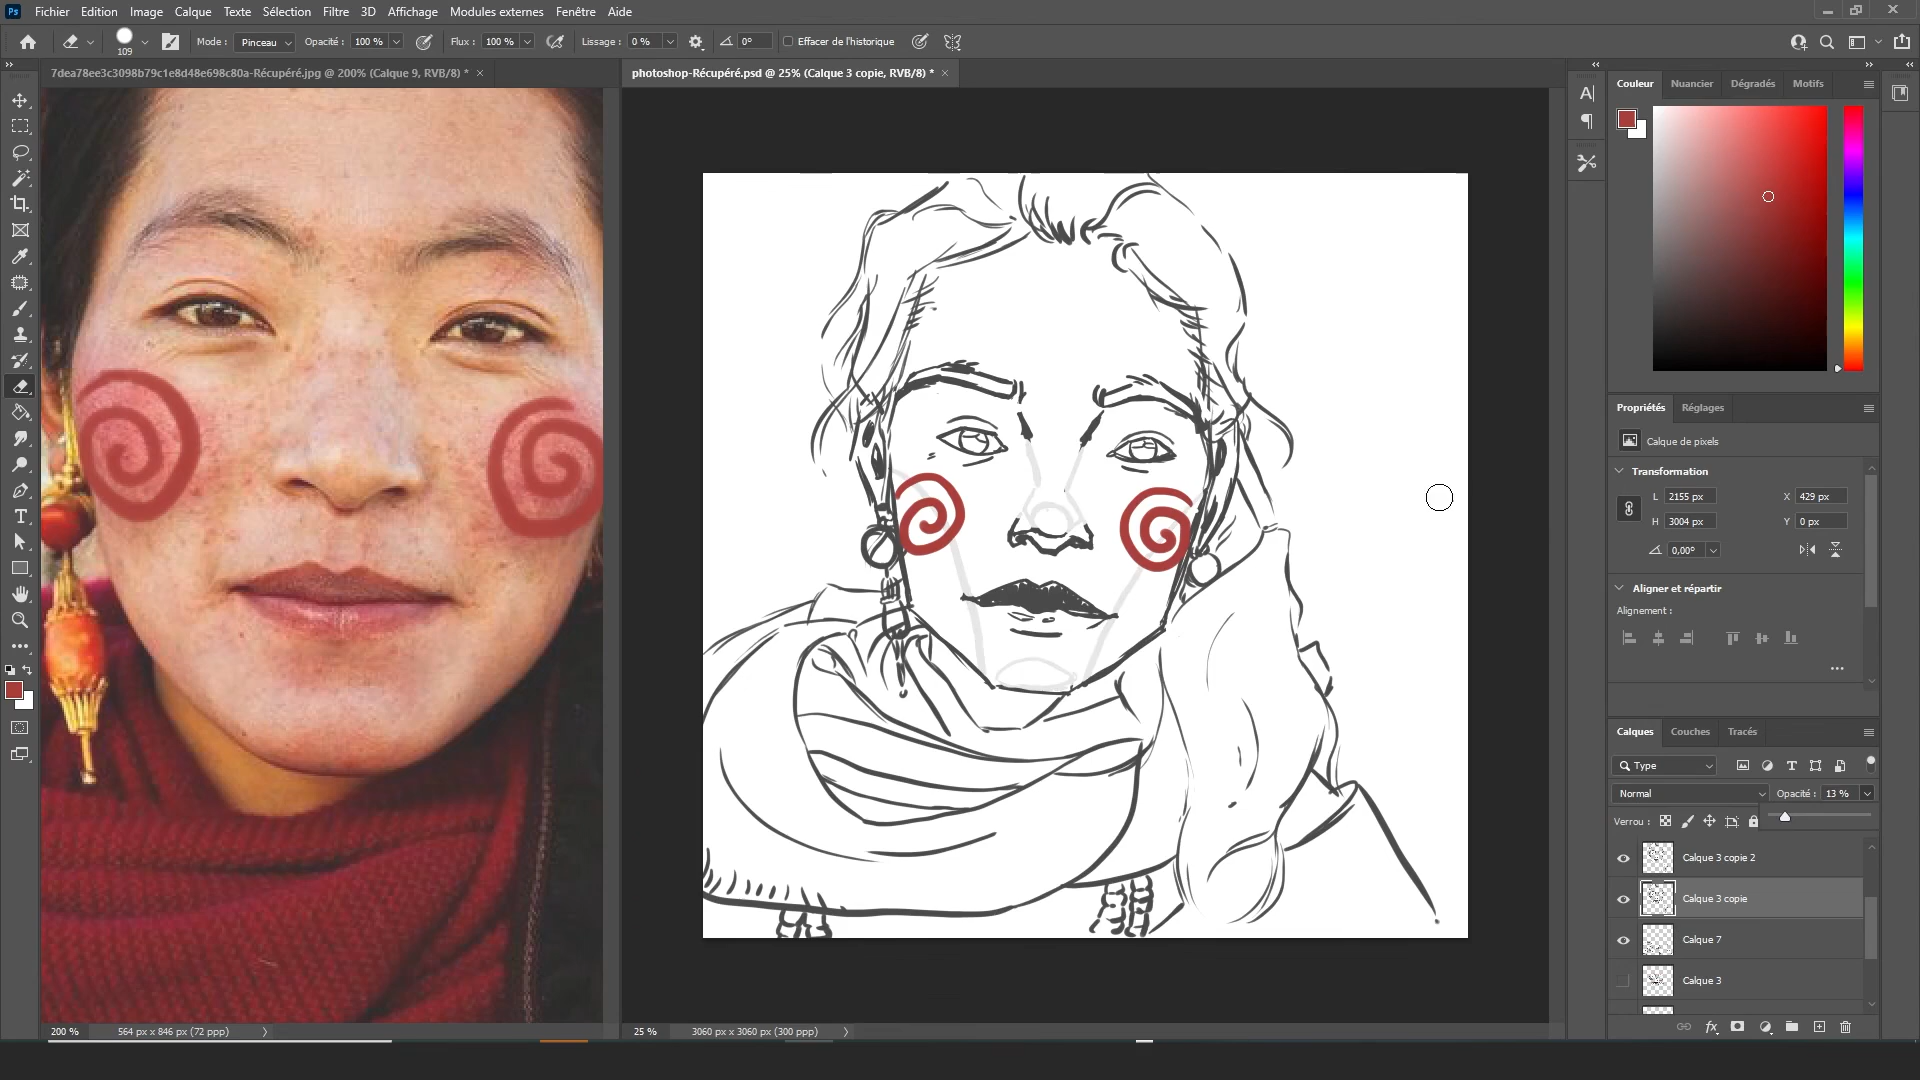 Ps Fichier Edition Image Calque Texte Sélection Filtre 3D Affichage Modules externes Fenêtre Aide
109 Mode : Pinceau Opacité : 100 % Flux : 100 % Lissage : 0 % 0° Effacer de l'historique
7dea78ee3c3098b79c1e8d48e698c80a-Récupéré.jpg @ 200% (Calque 9, RVB/8) * ×
photoshop-Récupéré.psd @ 25% (Calque 3 copie, RVB/8) * ×
Couleur Nuancier Dégradés Motifs
Propriétés Réglages
Calque de pixels
Transformation
L 2155 px X 429 px
H 3004 px Y 0 px
0,00°
Aligner et répartir
Alignement :
Calques Couches Tracés
Type
Normal Opacité : 13 %
Verrou :
Calque 3 copie 2
Calque 3 copie
Calque 7
Calque 3
fx
200 % 564 px x 846 px (72 ppp)
25 % 3060 px x 3060 px (300 ppp)